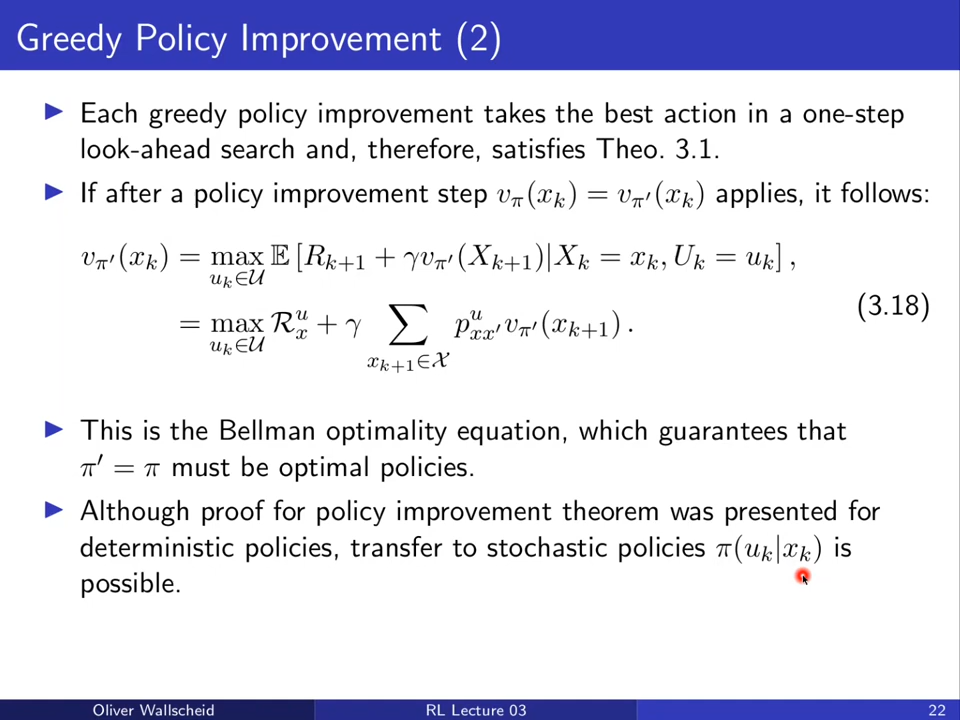 Greedy Policy Improvement (2)
▶ Each greedy policy improvement takes the best action in a one-step
look-ahead search and, therefore, satisfies Theo. 3.1.
▶ If after a policy improvement step v_π(x_k) = v_π′(x_k) applies, it follows:
v_π′(x_k) = max_{u_k∈𝒰} 𝔼 [R_{k+1} + γv_π′(X_{k+1})|X_k = x_k, U_k = u_k] ,
= max_{u_k∈𝒰} ℛ_x^u + γ ∑_{x_{k+1}∈𝒳} p_{xx′}^u v_π′(x_{k+1}) .
(3.18)
▶ This is the Bellman optimality equation, which guarantees that
π′ = π must be optimal policies.
▶ Although proof for policy improvement theorem was presented for
deterministic policies, transfer to stochastic policies π(u_k|x_k) is
possible.
Oliver Wallscheid RL Lecture 03 22